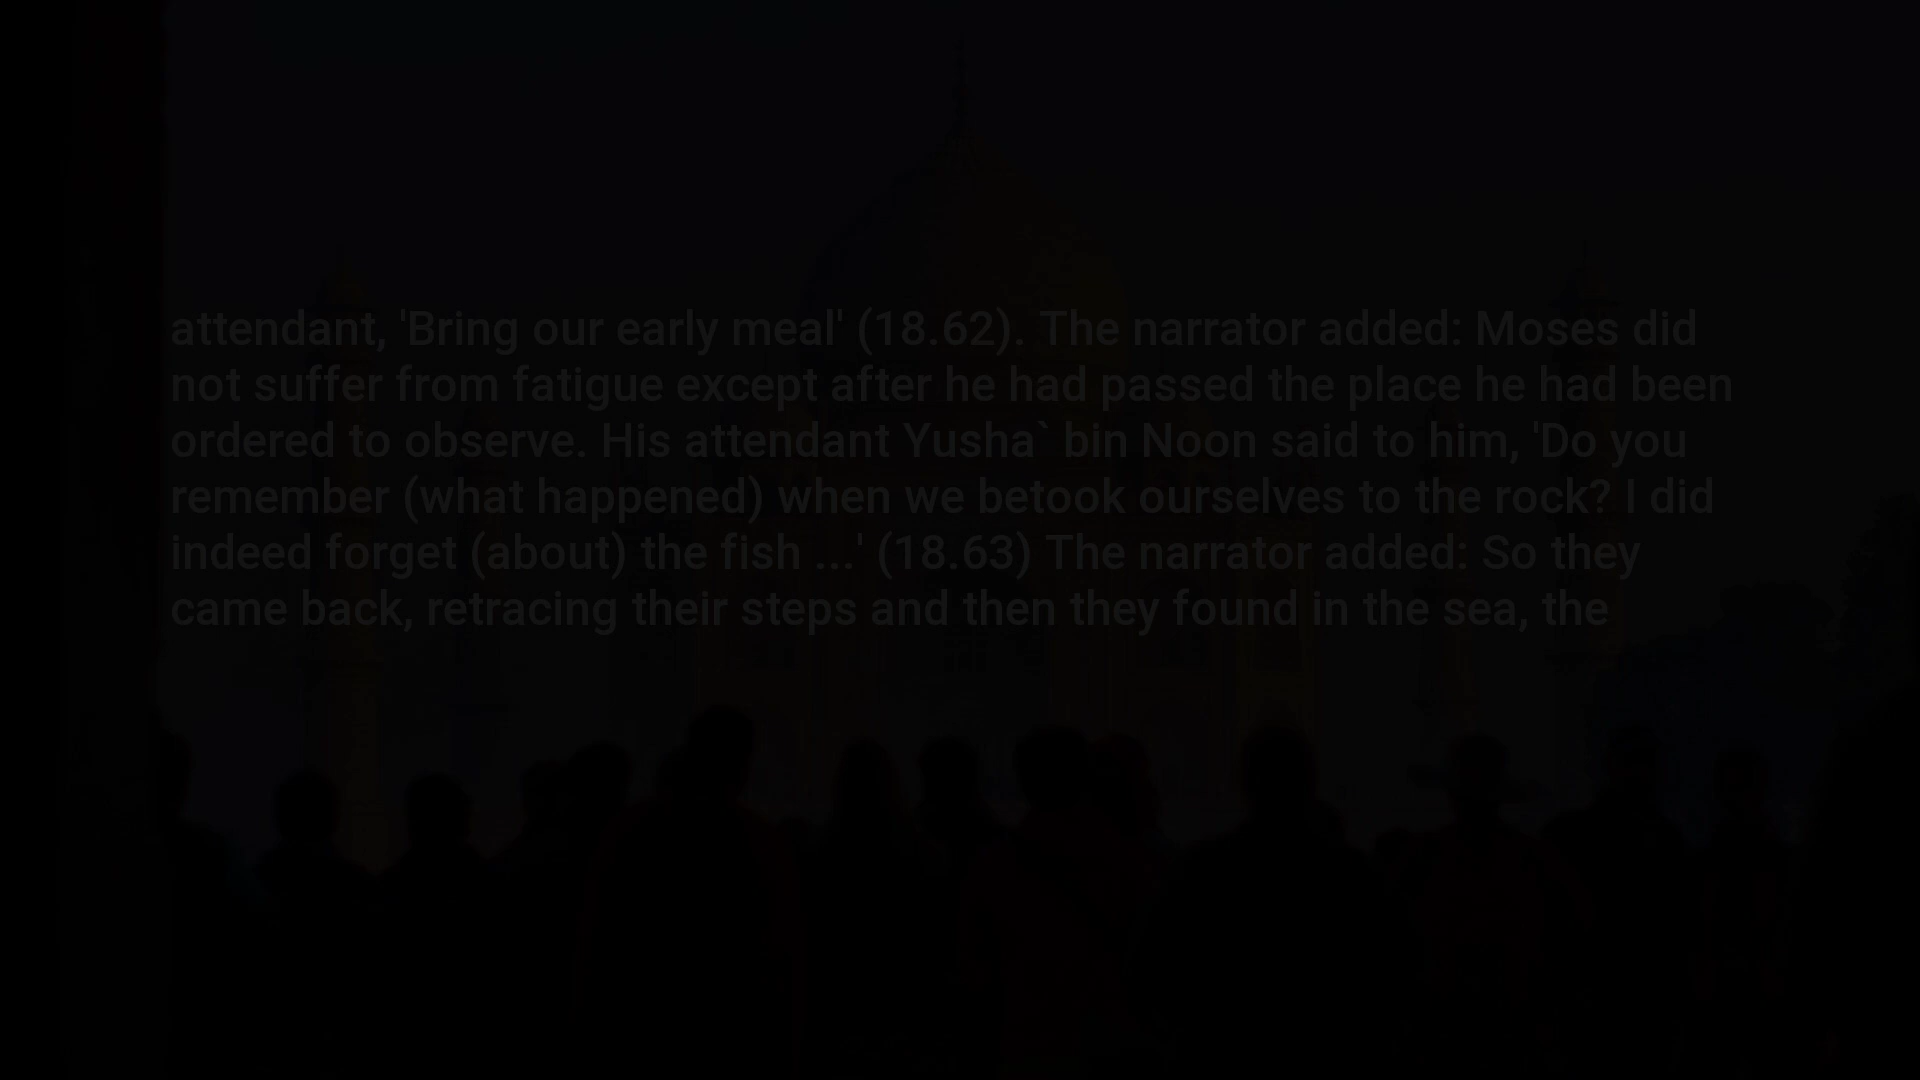 attendant, 'Bring our early meal' (18.62). The narrator added: Moses did
not suffer from fatigue except after he had passed the place he had been
ordered to observe. His attendant Yusha` bin Noon said to him, 'Do you
remember (what happened) when we betook ourselves to the rock? I did
indeed forget (about) the fish ...' (18.63) The narrator added: So they
came back, retracing their steps and then they found in the sea, the